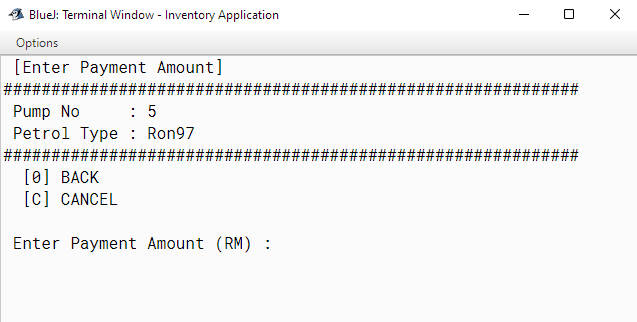 BlueJ: Terminal Window - Inventory Application
Options
[Enter Payment Amount]
############################################################
Pump No     : 5
Petrol Type : Ron97
############################################################
[0] BACK
[C] CANCEL
Enter Payment Amount (RM) :